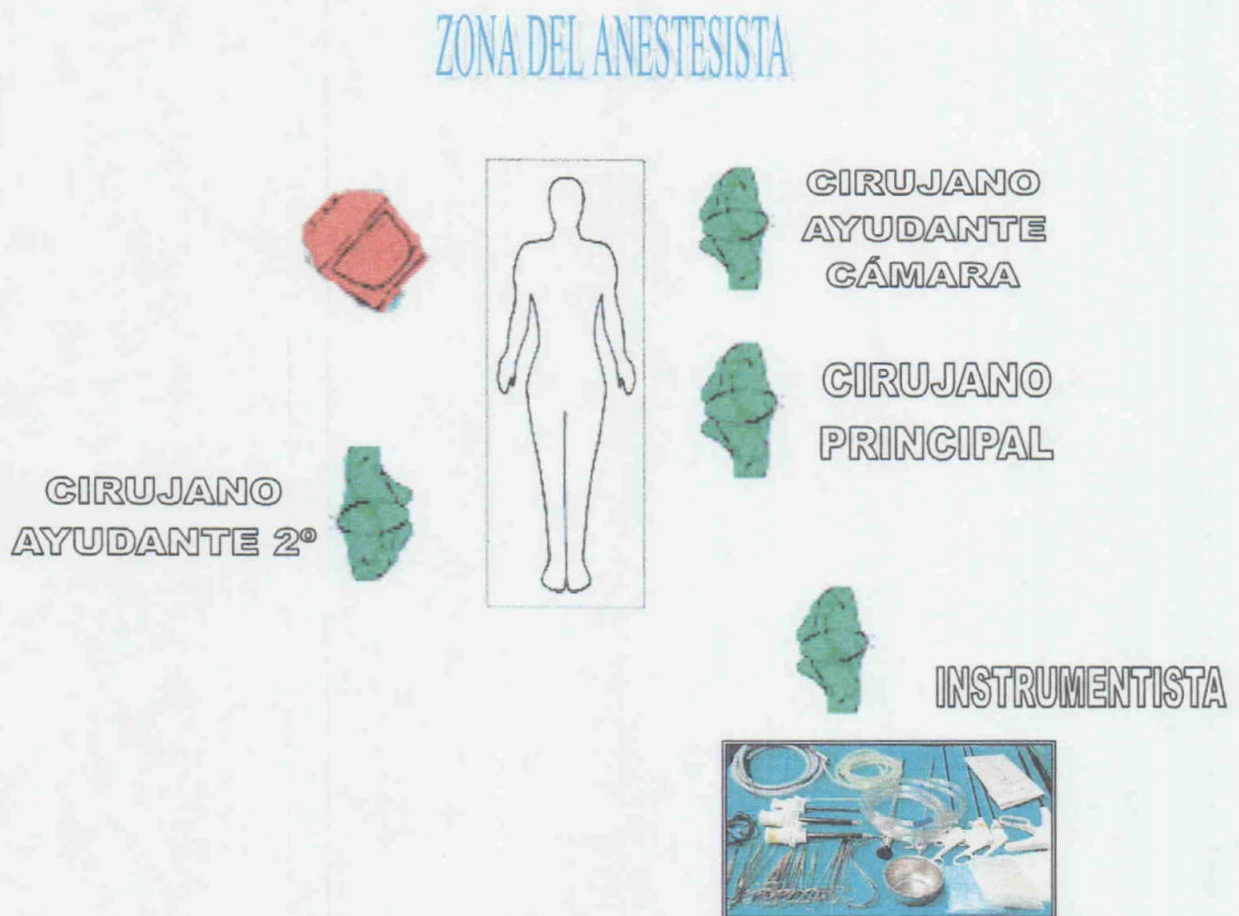 ZONA DEL ANESTESISTA
CIRUJANO
AYUDANTE
CÁMARA
CIRUJANO
PRINCIPAL
CIRUJANO
AYUDANTE 2º
INSTRUMENTISTA